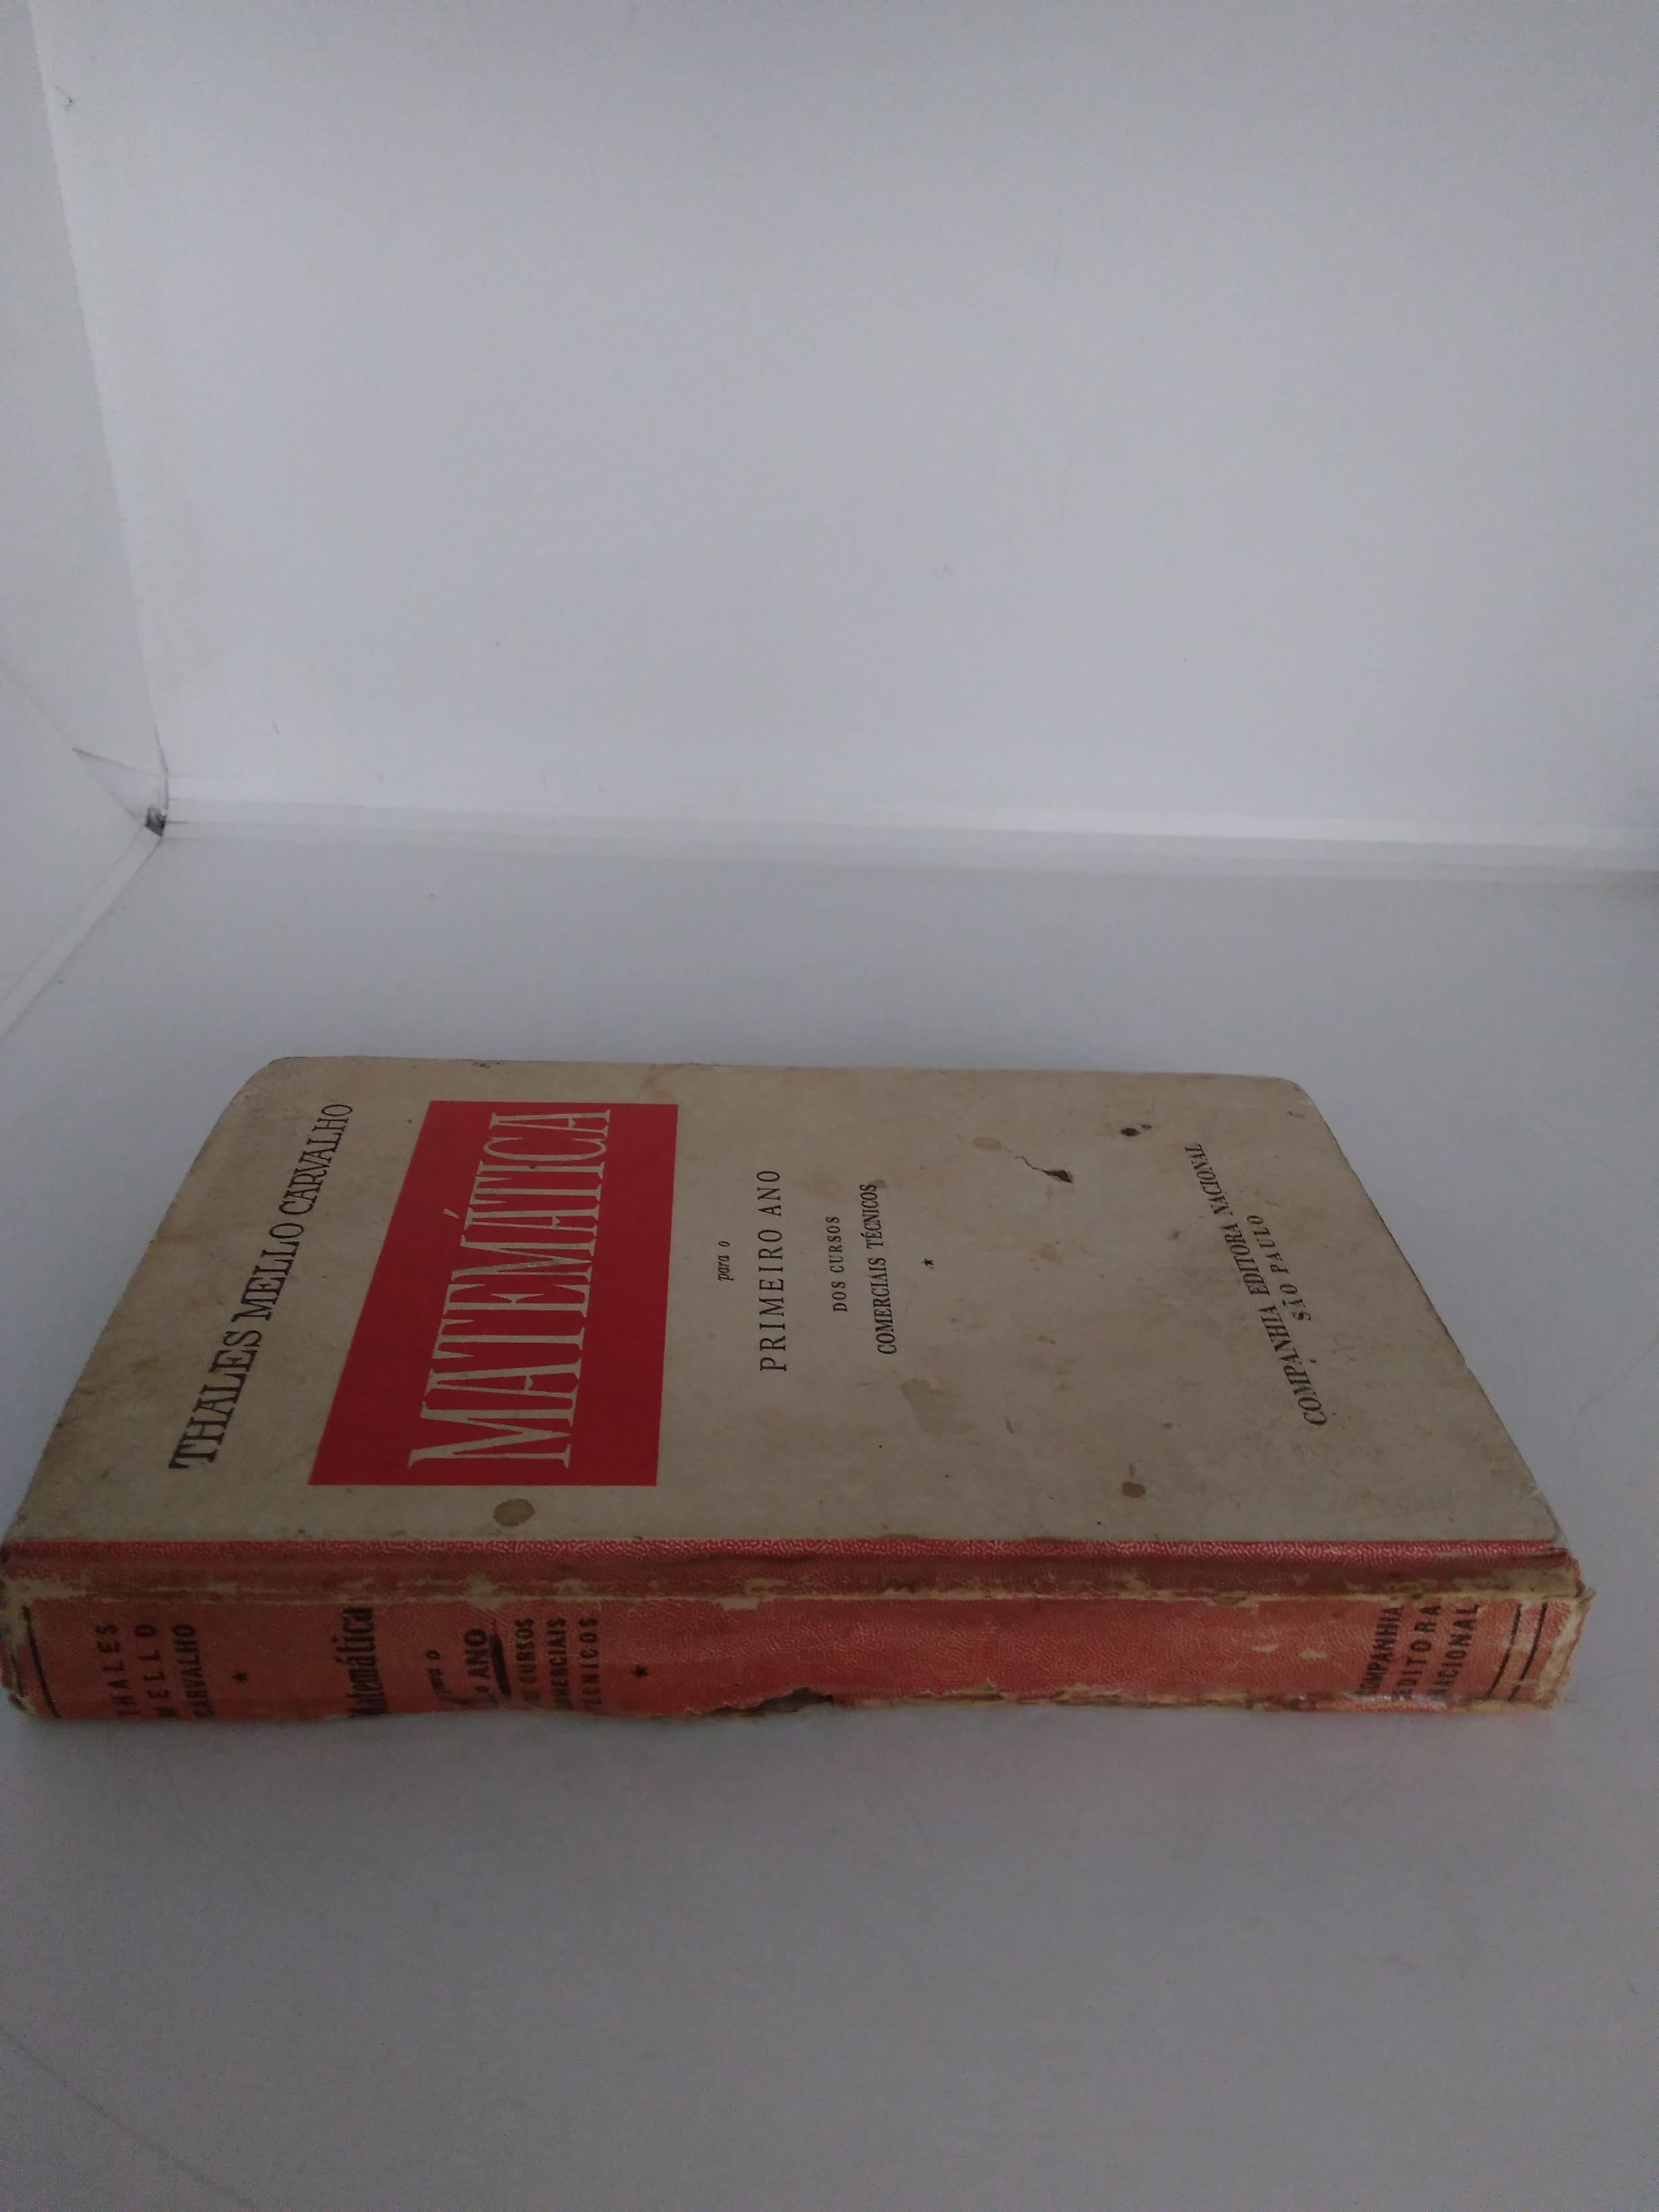 THALES MELLO CARVALHO
MATEMÁTICA
para o
PRIMEIRO ANO
DOS CURSOS
COMERCIAIS TÉCNICOS
★
COMPANHIA EDITORA NACIONAL
SÃO PAULO
THALES
MELLO
CARVALHO
★
Matemática
para o
ANO
CURSOS
COMERCIAIS
TÉCNICOS
★
COMPANHIA
EDITORA
NACIONAL